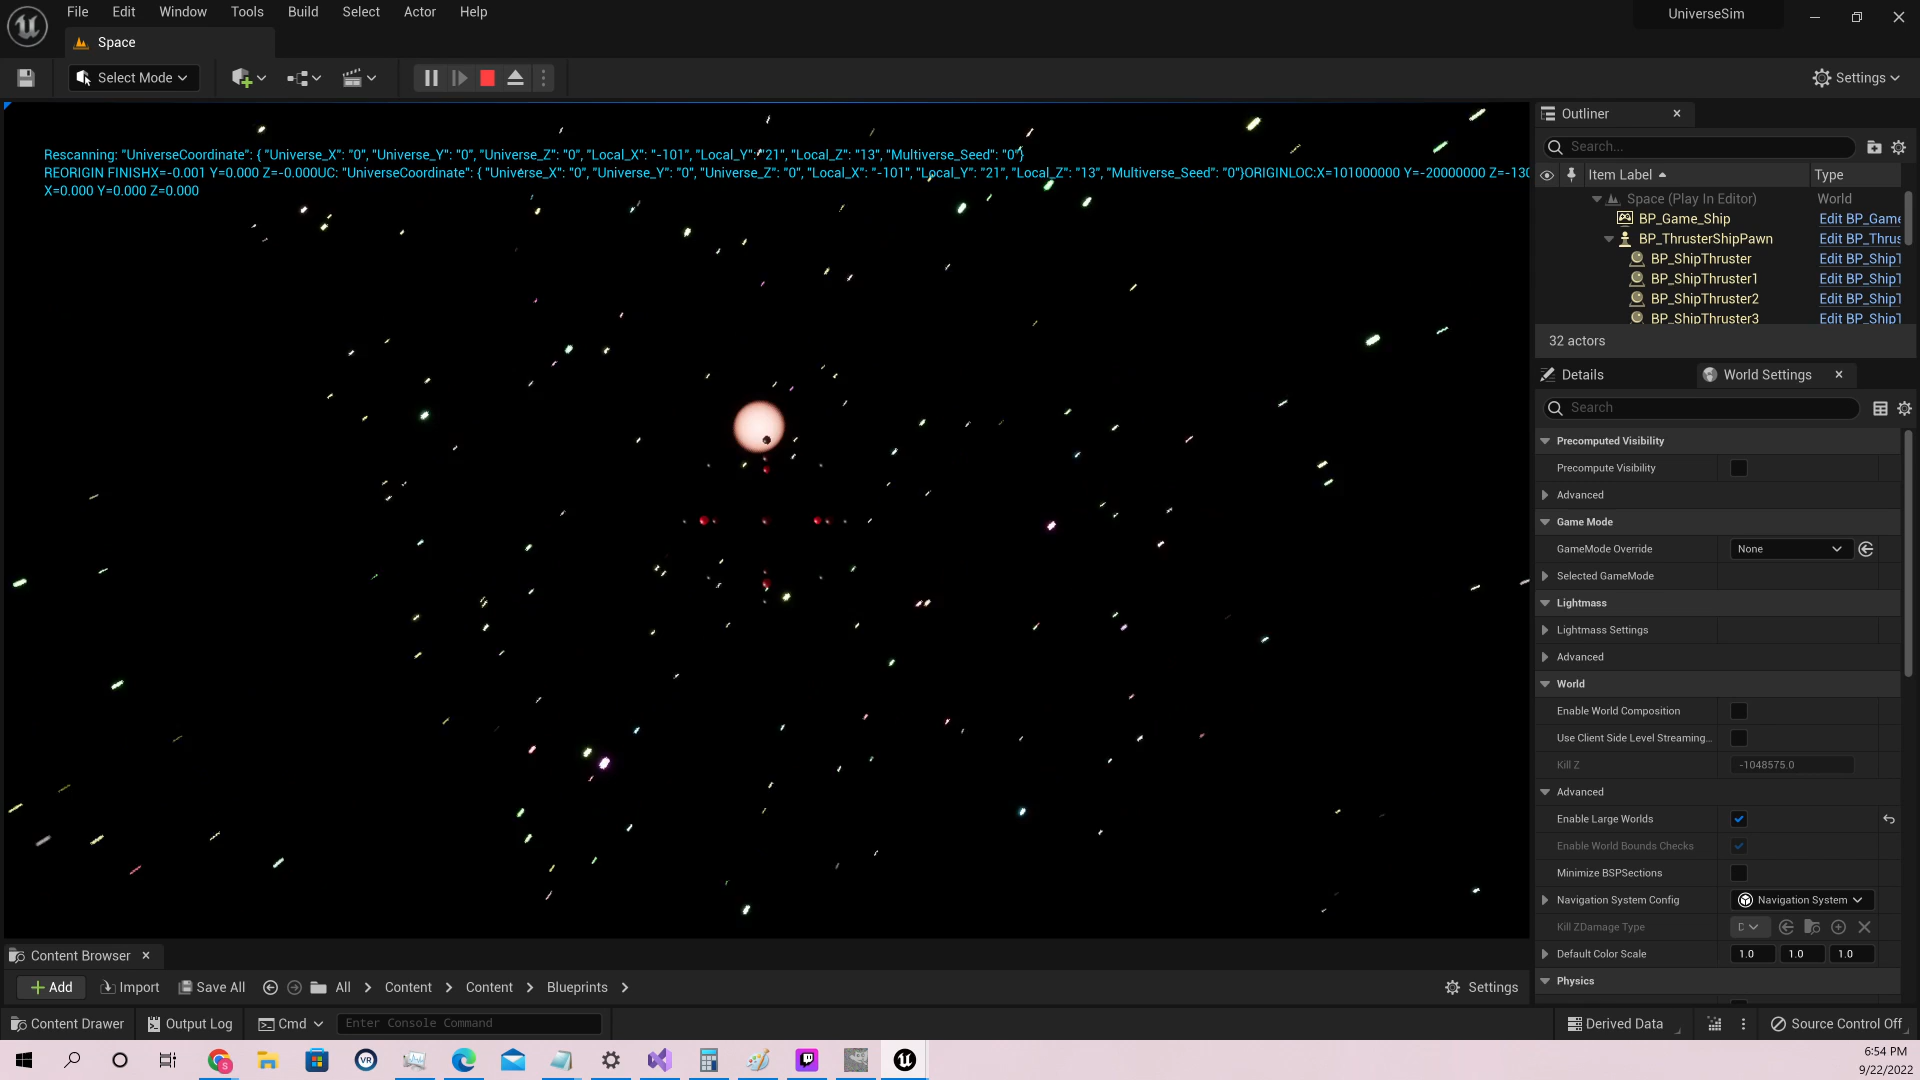 File Edit Window Tools Build Select Actor Help
UniverseSim
Space
Select Mode
Settings
Rescanning: "UniverseCoordinate": { "Universe_X": "0", "Universe_Y": "0", "Universe_Z": "0", "Local_X": "-101", "Local_Y": "21", "Local_Z": "13", "Multiverse_Seed": "0"}
REORIGIN FINISHX=-0.001 Y=0.000 Z=-0.000UC: "UniverseCoordinate": { "Universe_X": "0", "Universe_Y": "0", "Universe_Z": "0", "Local_X": "-101", "Local_Y": "21", "Local_Z": "13", "Multiverse_Seed": "0"}ORIGINLOC:X=101000000 Y=-20000000 Z=-130
X=0.000 Y=0.000 Z=0.000
Outliner
Search...
Item Label Type
Space (Play In Editor) World
BP_Game_Ship Edit BP_Game
BP_ThrusterShipPawn Edit BP_Thrus
BP_ShipThruster Edit BP_ShipT
BP_ShipThruster1 Edit BP_ShipT
BP_ShipThruster2 Edit BP_ShipT
BP_ShipThruster3 Edit BP_ShipT
32 actors
Details World Settings
Search
Precomputed Visibility
Precompute Visibility
Advanced
Game Mode
GameMode Override None
Selected GameMode
Lightmass
Lightmass Settings
Advanced
World
Enable World Composition
Use Client Side Level Streaming...
Kill Z -1048575.0
Advanced
Enable Large Worlds
Enable World Bounds Checks
Minimize BSPSections
Navigation System Config Navigation System
Kill ZDamage Type D
Default Color Scale 1.0 1.0 1.0
Physics
Content Browser
Add Import Save All All Content Content Blueprints Settings
Content Drawer Output Log Cmd Enter Console Command Derived Data Source Control Off
VR
S
6:54 PM
9/22/2022